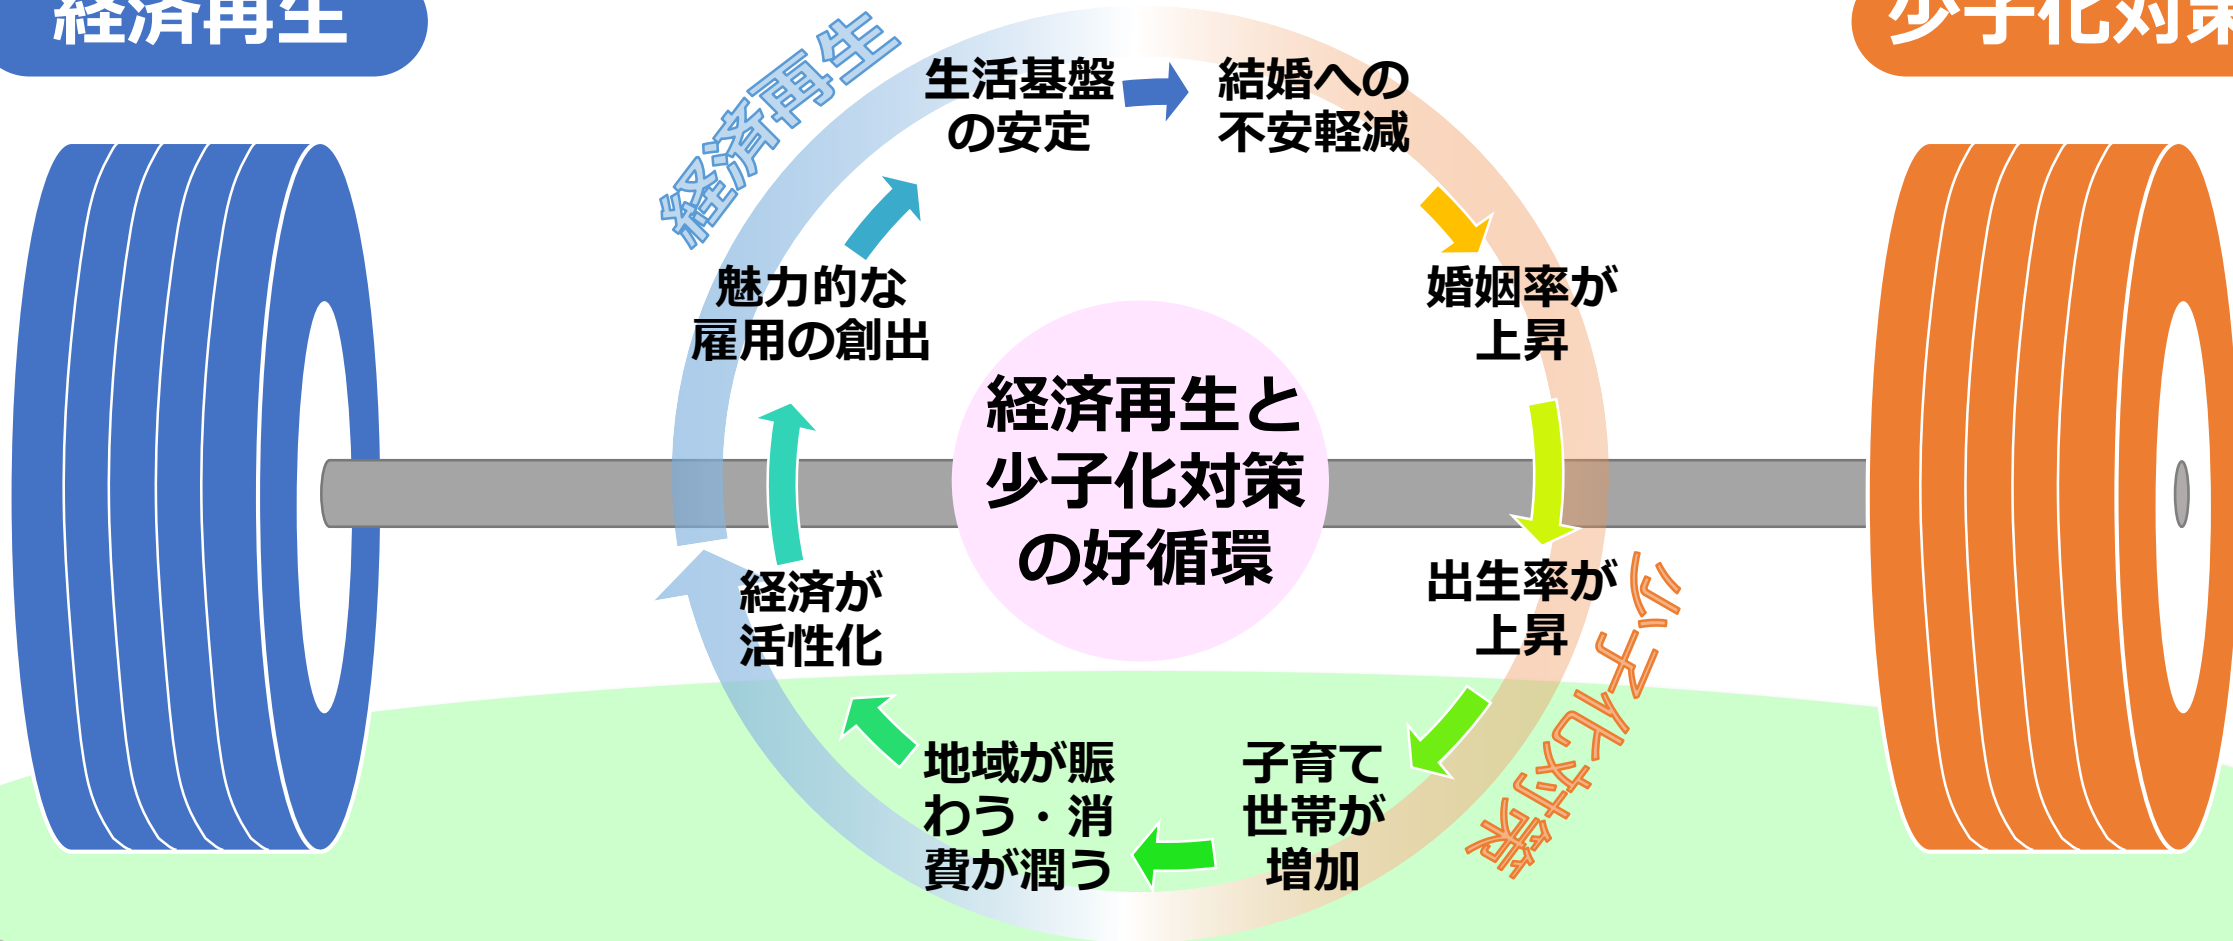 経済再生
少子化対策
経済再生
生活基盤
の安定
結婚への
不安軽減
魅力的な
雇用の創出
婚姻率が
上昇
経済再生と
少子化対策
の好循環
経済が
活性化
出生率が
上昇
少子化対策
地域が賑
わう・消
費が潤う
子育て
世帯が
増加